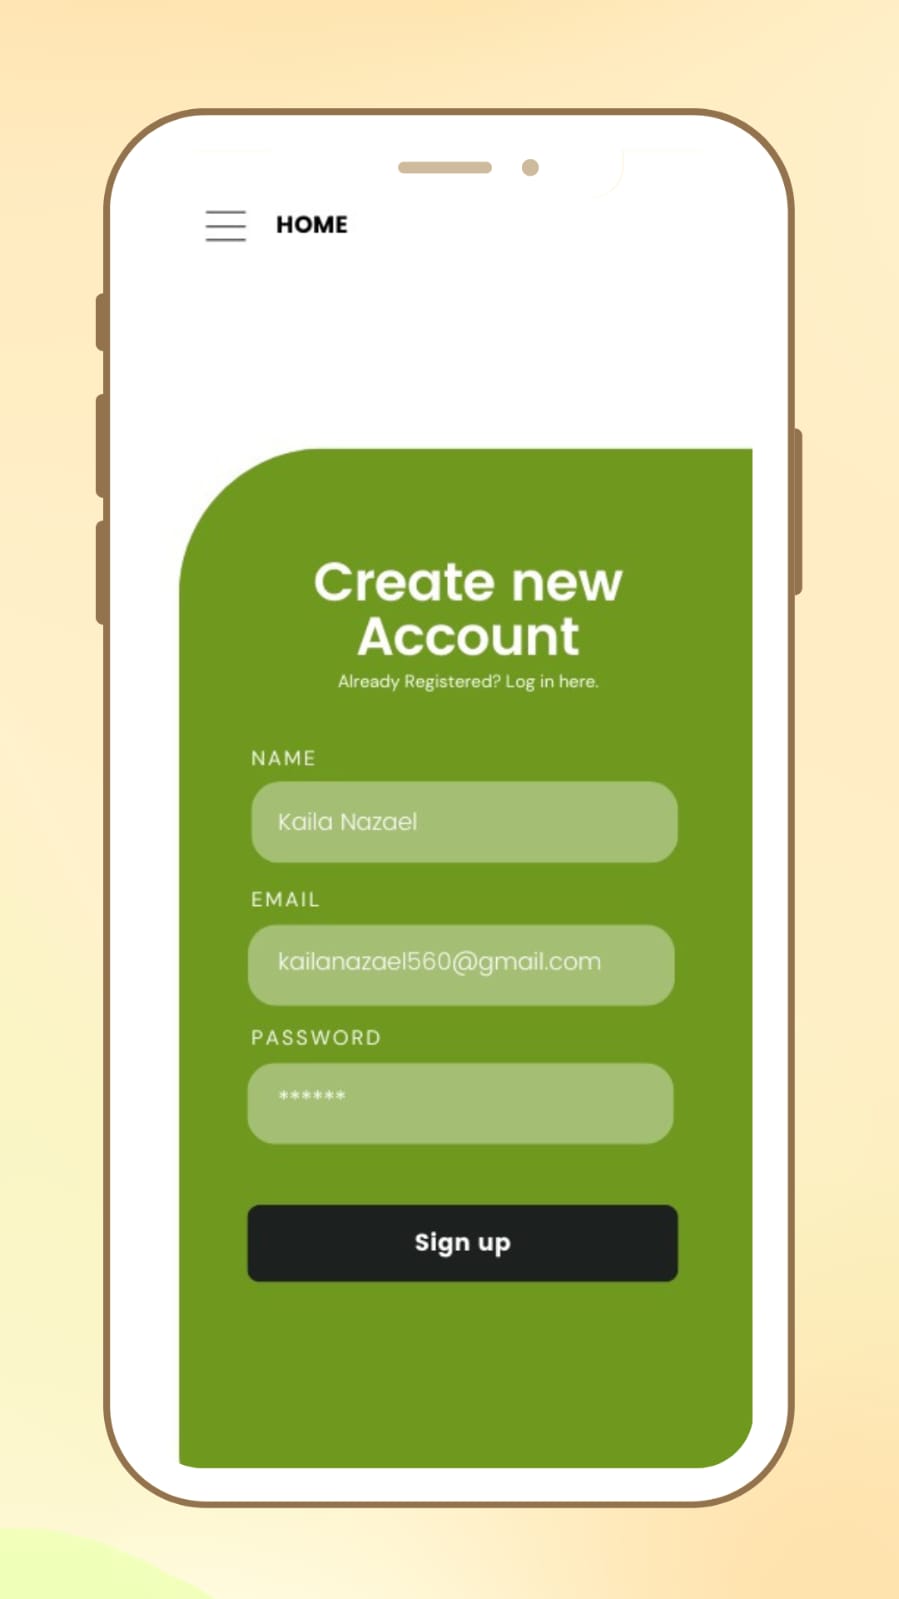 HOME
Create new
Account
Already Registered? Log in here.
NAME
Kaila Nazael
EMAIL
kailanazael560@gmail.com
PASSWORD
******
Sign up